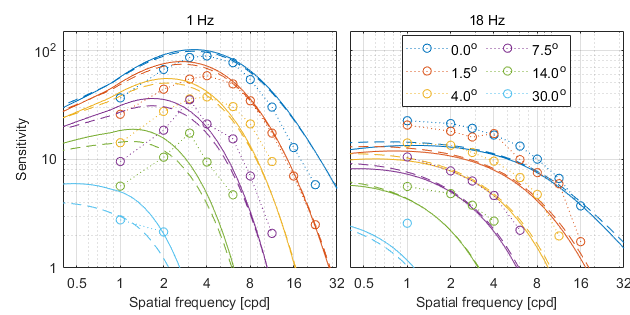 1 Hz
18 Hz
Sensitivity
10²
10
1
0.5 1 2 4 8 16 32
Spatial frequency [cpd]
0.5 1 2 4 8 16 32
Spatial frequency [cpd]
0.0° 7.5°
1.5° 14.0°
4.0° 30.0°